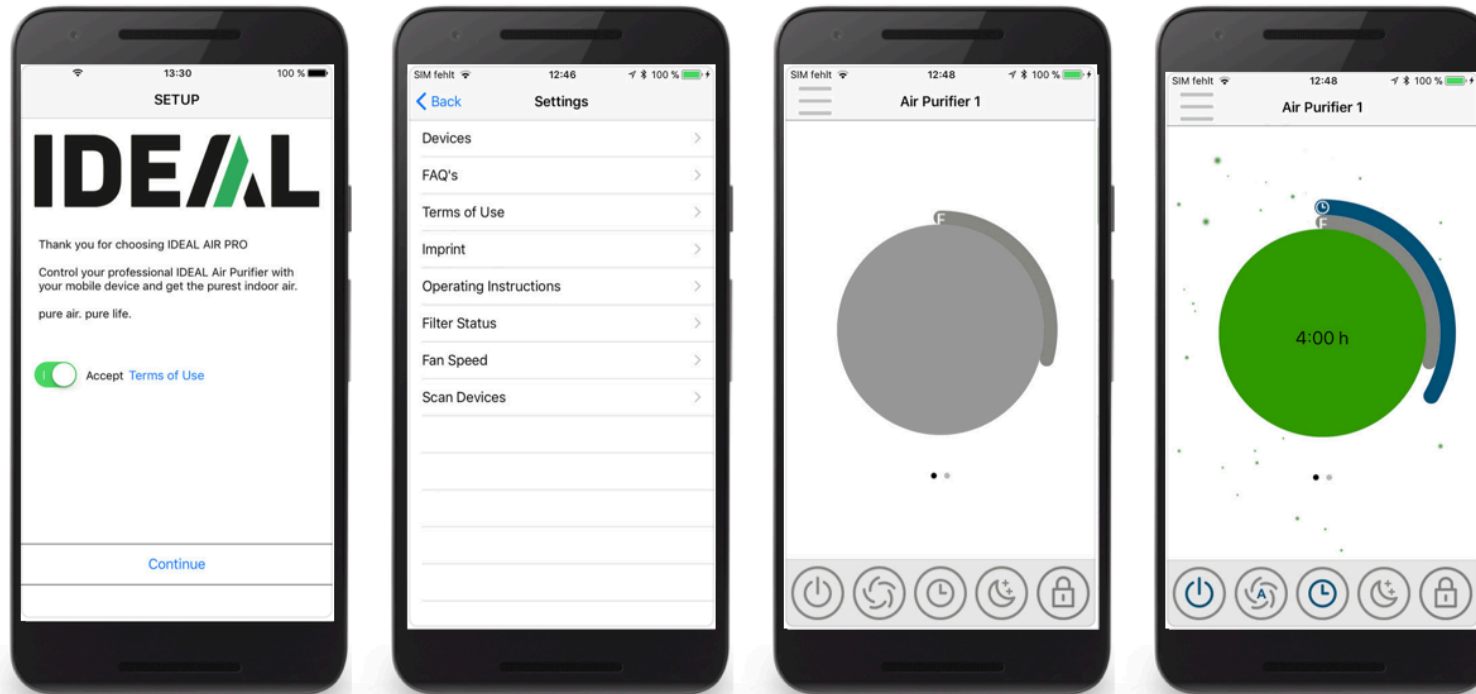 13:30 100 %
SETUP
IDEAL
Thank you for choosing IDEAL AIR PRO
Control your professional IDEAL Air Purifier with
your mobile device and get the purest indoor air.
pure air. pure life.
I
Accept Terms of Use
Continue
SIM fehlt 12:46 100 %
Back Settings
Devices
FAQ's
Terms of Use
Imprint
Operating Instructions
Filter Status
Fan Speed
Scan Devices
SIM fehlt 12:48 100 %
Air Purifier 1
F
SIM fehlt 12:48 100 %
Air Purifier 1
F
4:00 h
A